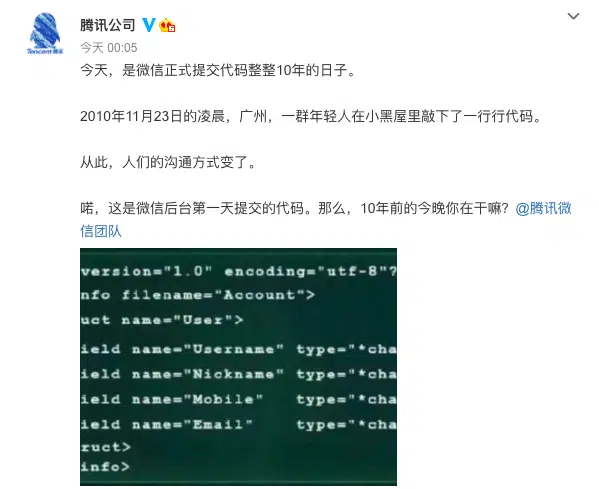 腾讯公司
Tencent 腾讯
今天 00:05
今天，是微信正式提交代码整整10年的日子。
2010年11月23日的凌晨，广州，一群年轻人在小黑屋里敲下了一行行代码。
从此，人们的沟通方式变了。
喏，这是微信后台第一天提交的代码。那么，10年前的今晚你在干嘛？@腾讯微
信团队
version="1.0" encoding="utf-8"?
nfo filename="Account">
uct name="User">
ield name="Username" type="*cha
ield name="Nickname" type="*cha
ield name="Mobile" type="*cha
ield name="Email" type="*cha
ruct>
info>